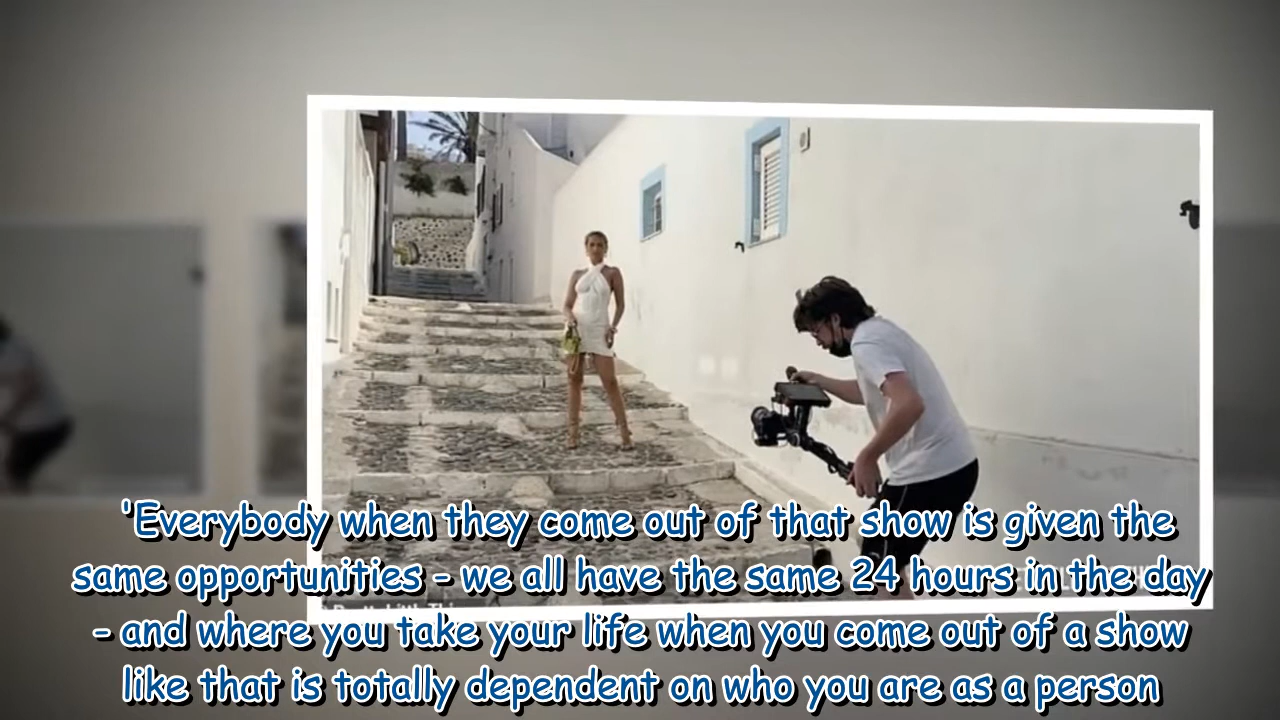 'Everybody when they come out of that show is given the
same opportunities - we all have the same 24 hours in the day
- and where you take your life when you come out of a show
like that is totally dependent on who you are as a person